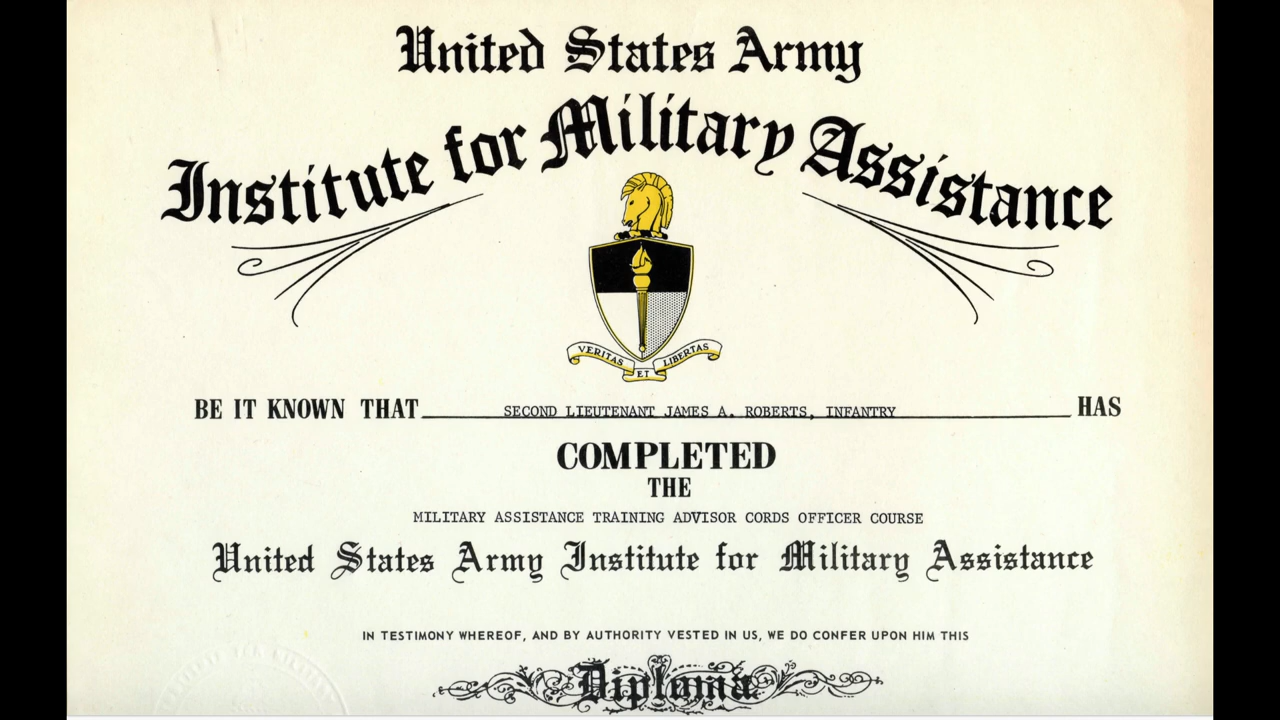 United States Army
Institute for Military Assistance
VERITAS ET LIBERTAS
BE IT KNOWN THAT SECOND LIEUTENANT JAMES A. ROBERTS, INFANTRY HAS
COMPLETED
THE
MILITARY ASSISTANCE TRAINING ADVISOR CORDS OFFICER COURSE
United States Army Institute for Military Assistance
IN TESTIMONY WHEREOF, AND BY AUTHORITY VESTED IN US, WE DO CONFER UPON HIM THIS
Diploma